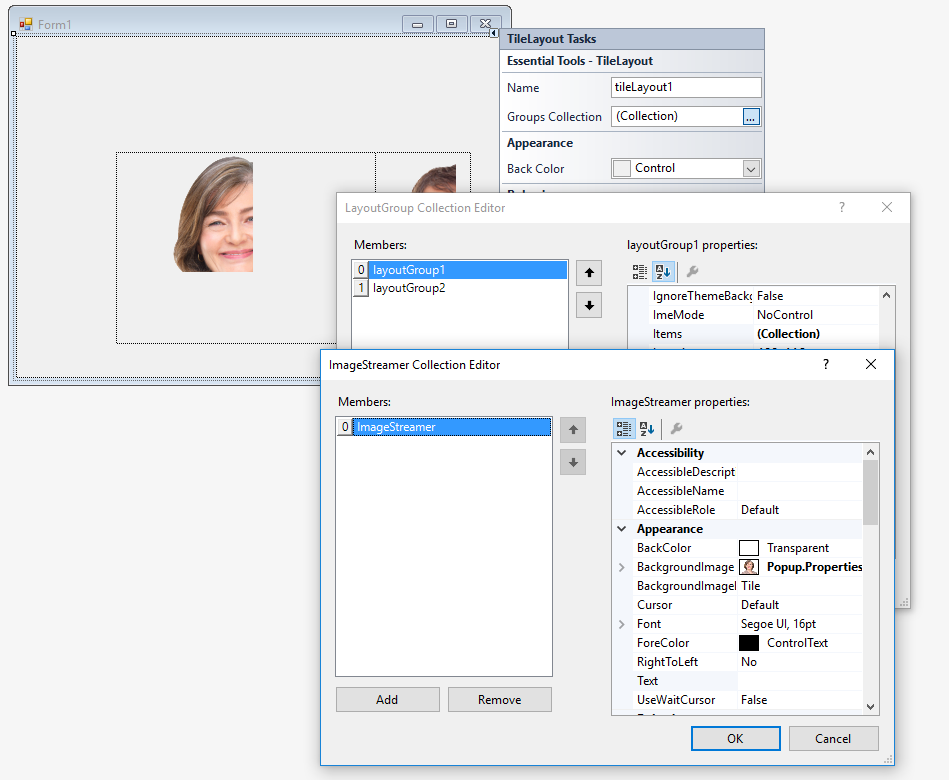 Form1
TileLayout Tasks
Essential Tools - TileLayout
Name tileLayout1
Groups Collection (Collection) ...
Appearance
Back Color Control
LayoutGroup Collection Editor ?
Members:
0 layoutGroup1
1 layoutGroup2
layoutGroup1 properties:
IgnoreThemeBackg False
ImeMode NoControl
Items (Collection)
ImageStreamer Collection Editor ?
Members:
0 ImageStreamer
Add Remove
ImageStreamer properties:
Accessibility
AccessibleDescript
AccessibleName
AccessibleRole Default
Appearance
BackColor Transparent
BackgroundImage Popup.Properties
BackgroundImageL Tile
Cursor Default
Font Segoe UI, 16pt
ForeColor ControlText
RightToLeft No
Text
UseWaitCursor False
OK Cancel